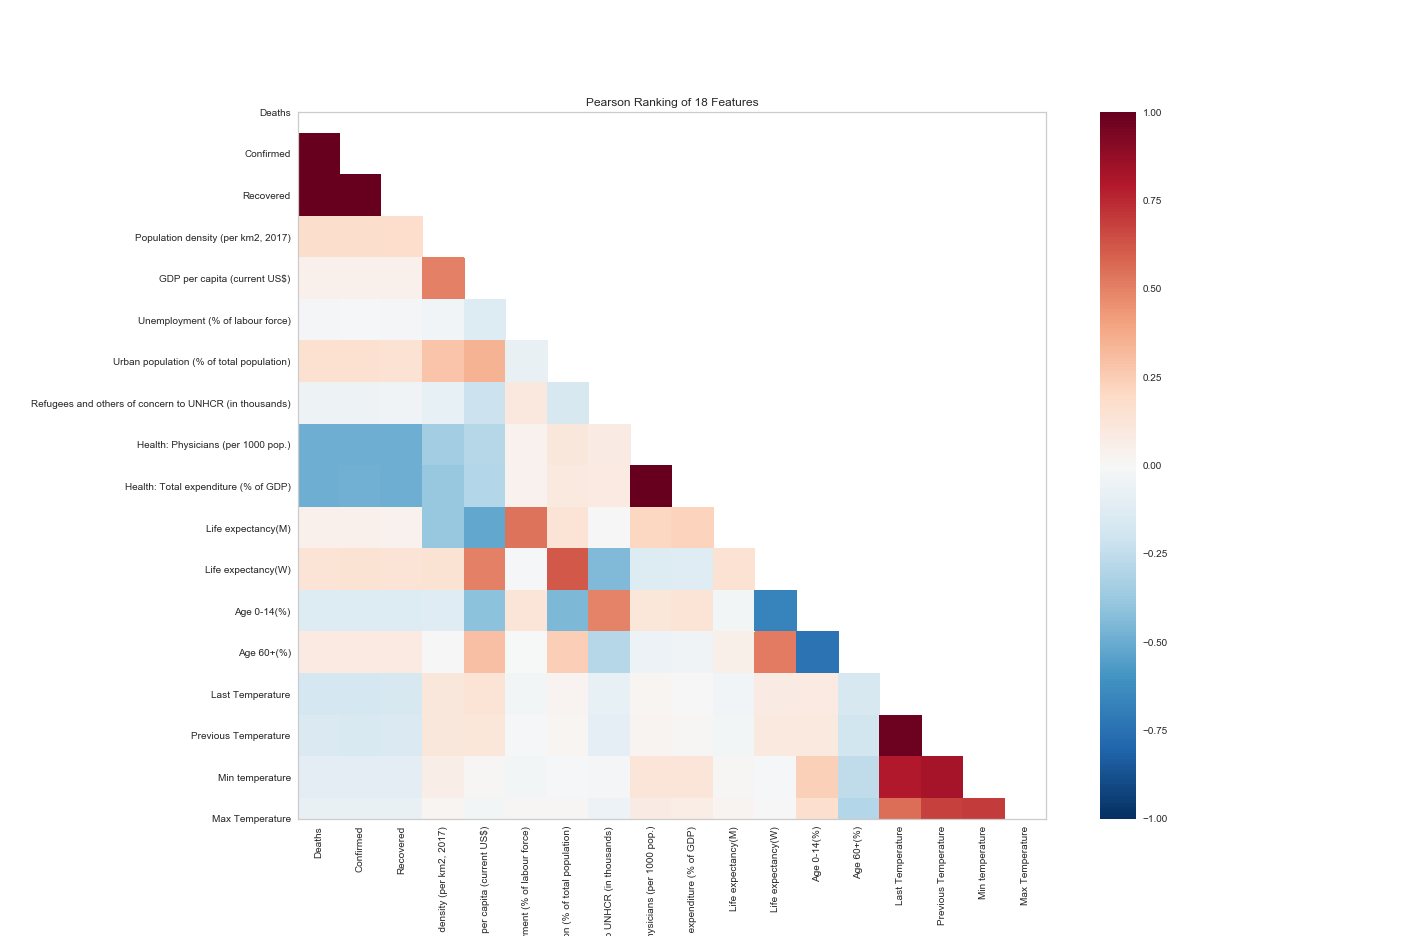 Pearson Ranking of 18 Features
Deaths
Confirmed
Recovered
Population density (per km2, 2017)
GDP per capita (current US$)
Unemployment (% of labour force)
Urban population (% of total population)
Refugees and others of concern to UNHCR (in thousands)
Health: Physicians (per 1000 pop.)
Health: Total expenditure (% of GDP)
Life expectancy(M)
Life expectancy(W)
Age 0-14(%)
Age 60+(%)
Last Temperature
Previous Temperature
Min temperature
Max Temperature
Deaths
Confirmed
Recovered
density (per km2, 2017)
per capita (current US$)
ment (% of labour force)
on (% of total population)
UNHCR (in thousands)
ysicians (per 1000 pop.)
expenditure (% of GDP)
Life expectancy(M)
Life expectancy(W)
Age 0-14(%)
Age 60+(%)
Last Temperature
Previous Temperature
Min temperature
Max Temperature
1.00
0.75
0.50
0.25
0.00
−0.25
−0.50
−0.75
−1.00